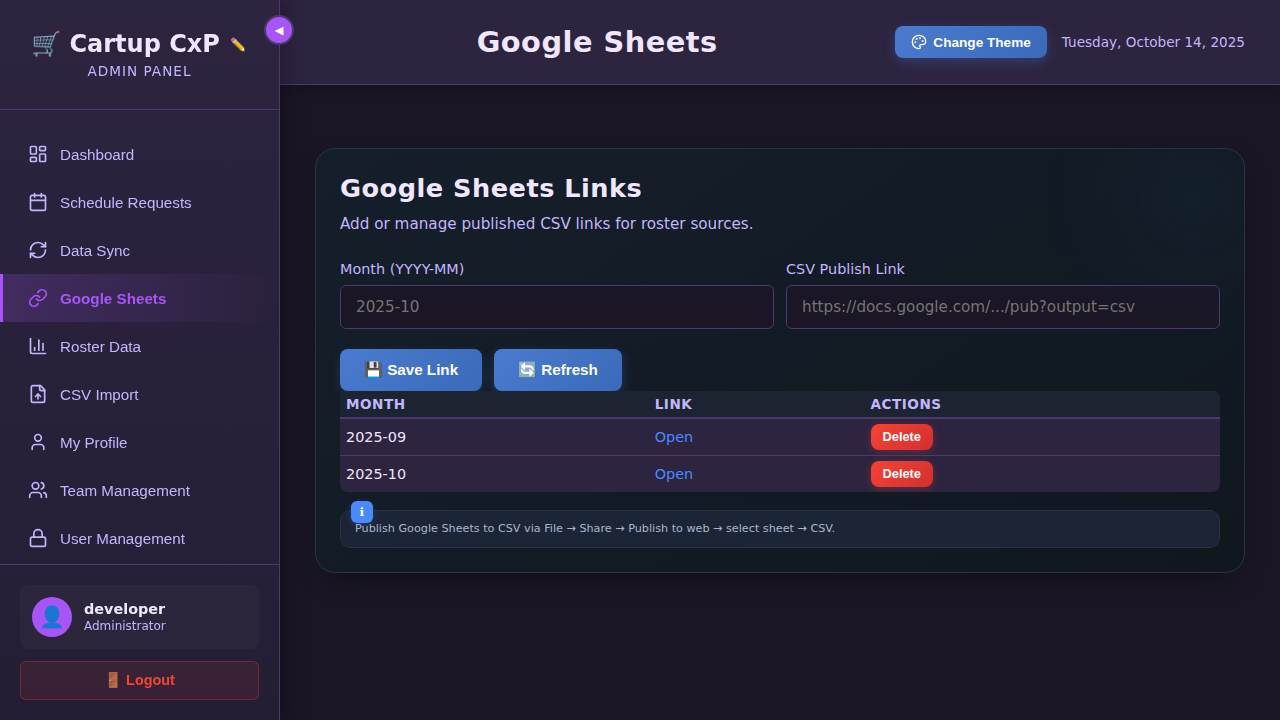 Cartup CxP
ADMIN PANEL
Dashboard
Schedule Requests
Data Sync
Google Sheets
Roster Data
CSV Import
My Profile
Team Management
User Management
developer
Administrator
Logout
Google Sheets
Change Theme
Tuesday, October 14, 2025
Google Sheets Links
Add or manage published CSV links for roster sources.
Month (YYYY-MM)
CSV Publish Link
2025-10
https://docs.google.com/.../pub?output=csv
Save Link
Refresh
MONTH LINK ACTIONS
2025-09 Open Delete
2025-10 Open Delete
i
Publish Google Sheets to CSV via File → Share → Publish to web → select sheet → CSV.